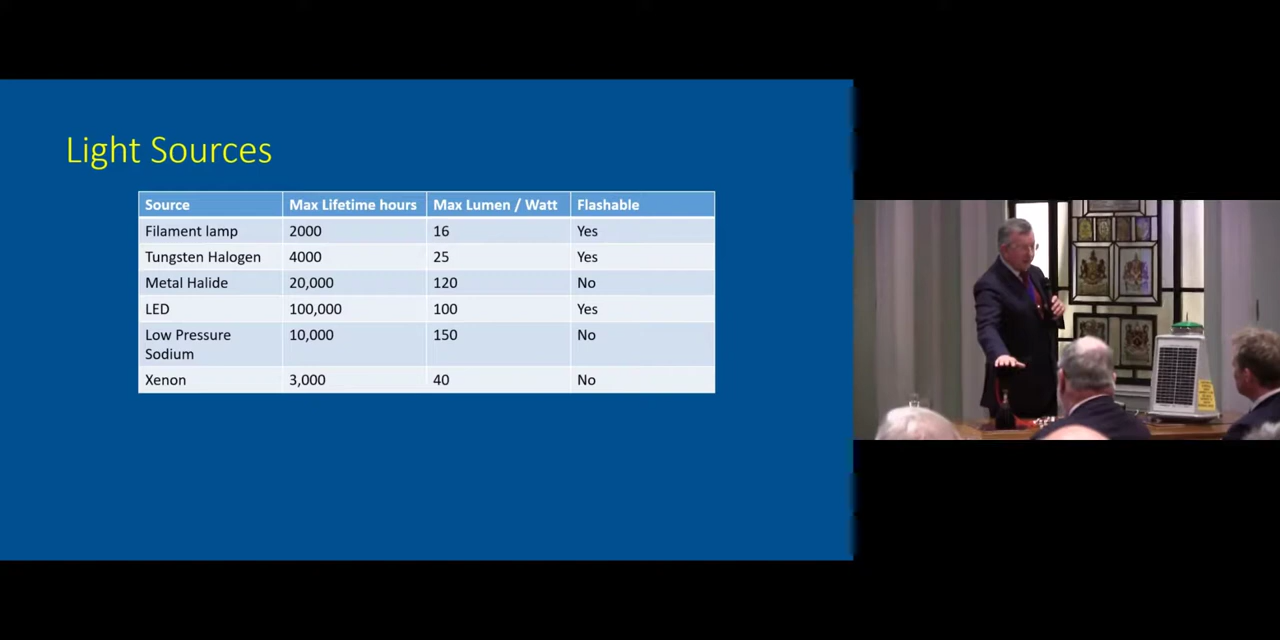 Light Sources
Source Max Lifetime hours Max Lumen / Watt Flashable
Filament lamp 2000 16 Yes
Tungsten Halogen 4000 25 Yes
Metal Halide 20,000 120 No
LED 100,000 100 Yes
Low Pressure Sodium 10,000 150 No
Xenon 3,000 40 No